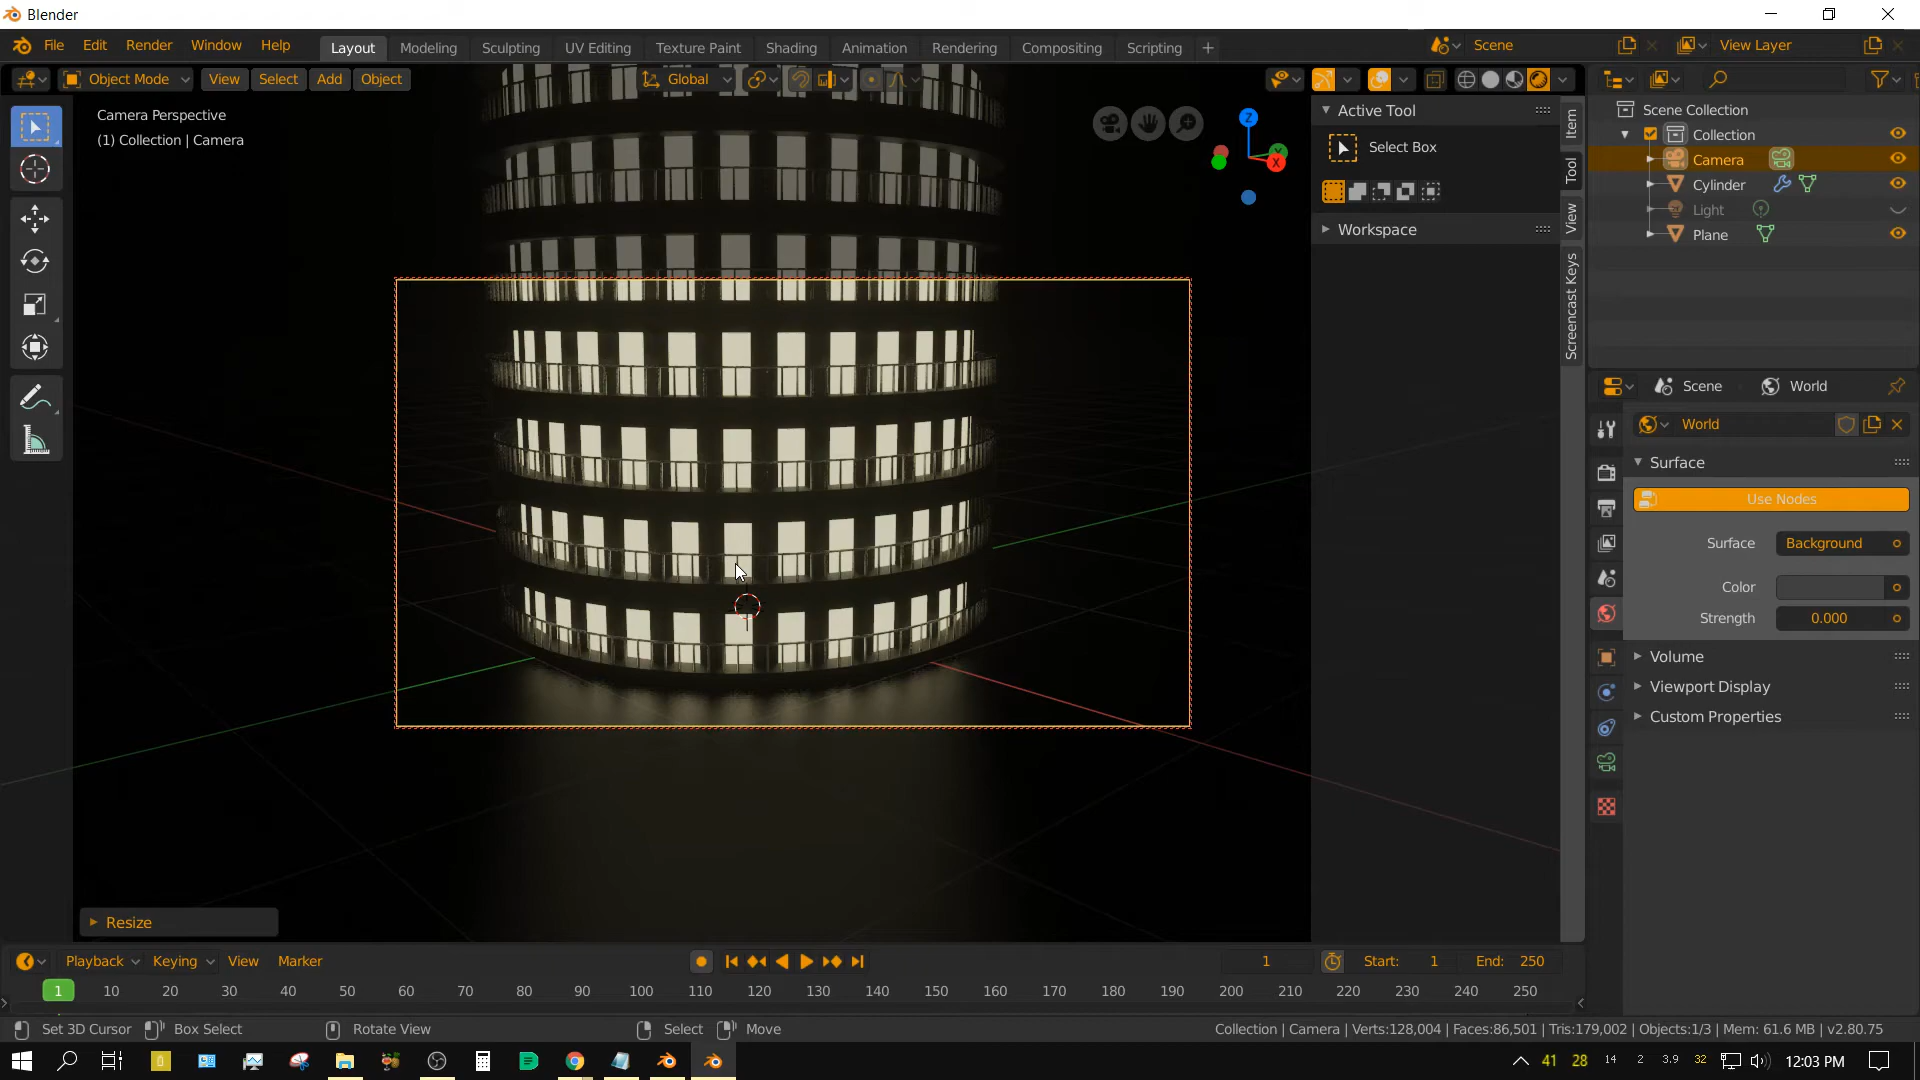 Blender
File Edit Render Window Help
Layout Modeling Sculpting UV Editing Texture Paint Shading Animation Rendering Compositing Scripting +
Scene
View Layer
Object Mode View Select Add Object
Global
Camera Perspective
(1) Collection | Camera
Z
Y
X
Active Tool
Select Box
Workspace
Item
Tool
View
Screencast Keys
Scene Collection
Collection
Camera
Cylinder
Light
Plane
Scene World
World
Surface
Use Nodes
Surface Background
Color
Strength 0.000
Volume
Viewport Display
Custom Properties
Resize
Playback Keying View Marker
1 Start: 1 End: 250
1 10 20 30 40 50 60 70 80 90 100 110 120 130 140 150 160 170 180 190 200 210 220 230 240 250
Set 3D Cursor Box Select Rotate View Select Move
Collection | Camera | Verts:128,004 | Faces:86,501 | Tris:179,002 | Objects:1/3 | Mem: 61.6 MB | v2.80.75
41 28 14 2 3.9 32 12:03 PM